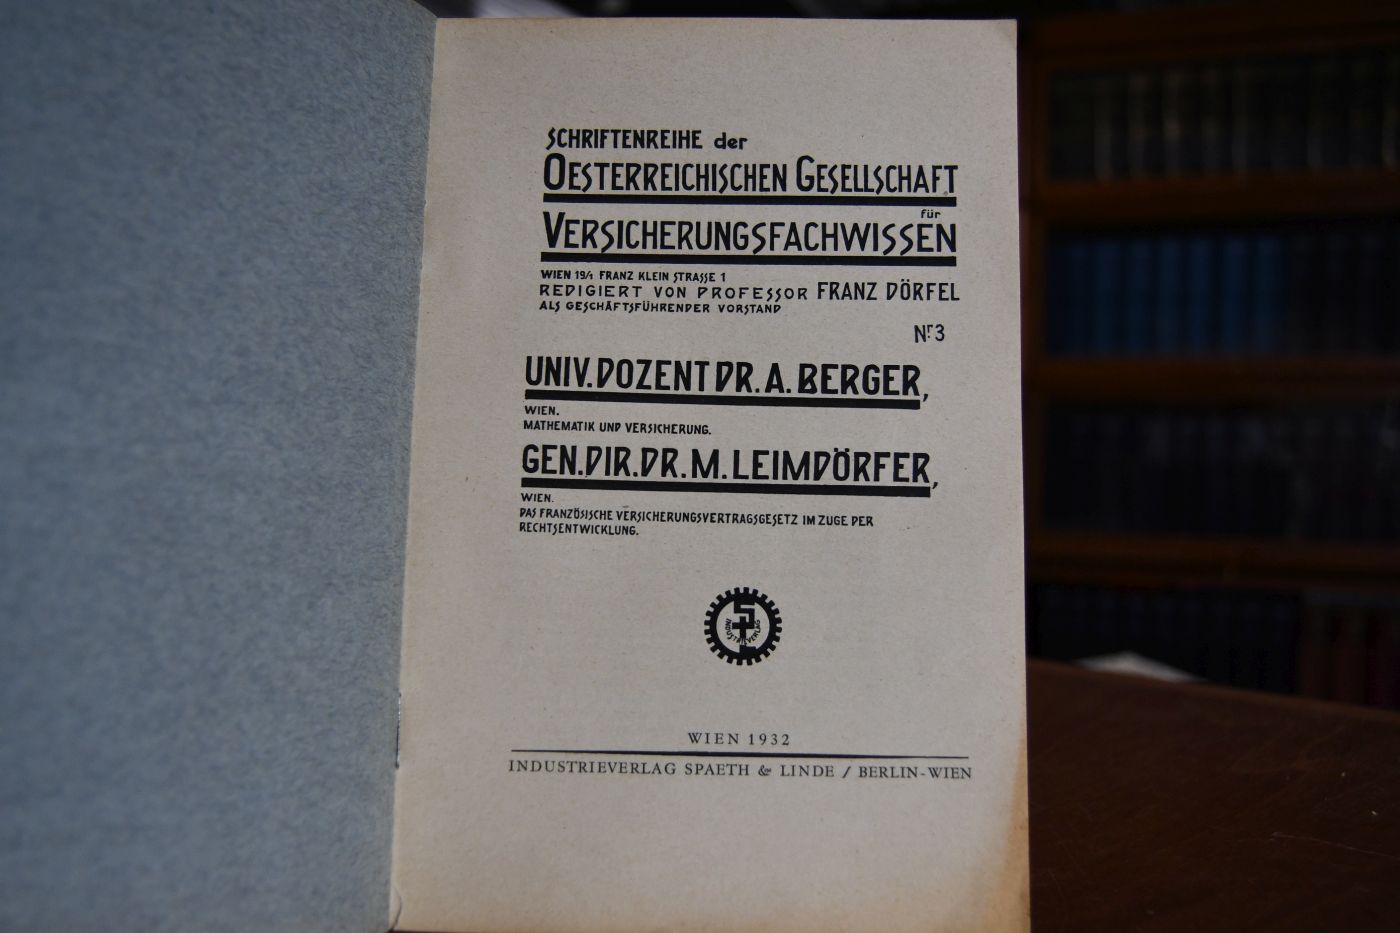 SCHRIFTENREIHE der
OESTERREICHISCHEN GESELLSCHAFT
für
VERSICHERUNGSFACHWISSEN
WIEN 19/1 FRANZ KLEIN STRASSE 1
REDIGIERT VON PROFESSOR FRANZ DÖRFEL
ALS GESCHÄFTSFÜHRENDER VORSTAND
Nr. 3
UNIV. DOZENT DR. A. BERGER,
WIEN.
MATHEMATIK UND VERSICHERUNG.
GEN. DIR. DR. M. LEIMDÖRFER,
WIEN.
DAS FRANZÖSISCHE VERSICHERUNGSVERTRAGSGESETZ IM ZUGE DER
RECHTSENTWICKLUNG.
S+L
INDUSTRIEVERLAG
WIEN 1932
INDUSTRIEVERLAG SPAETH & LINDE / BERLIN-WIEN